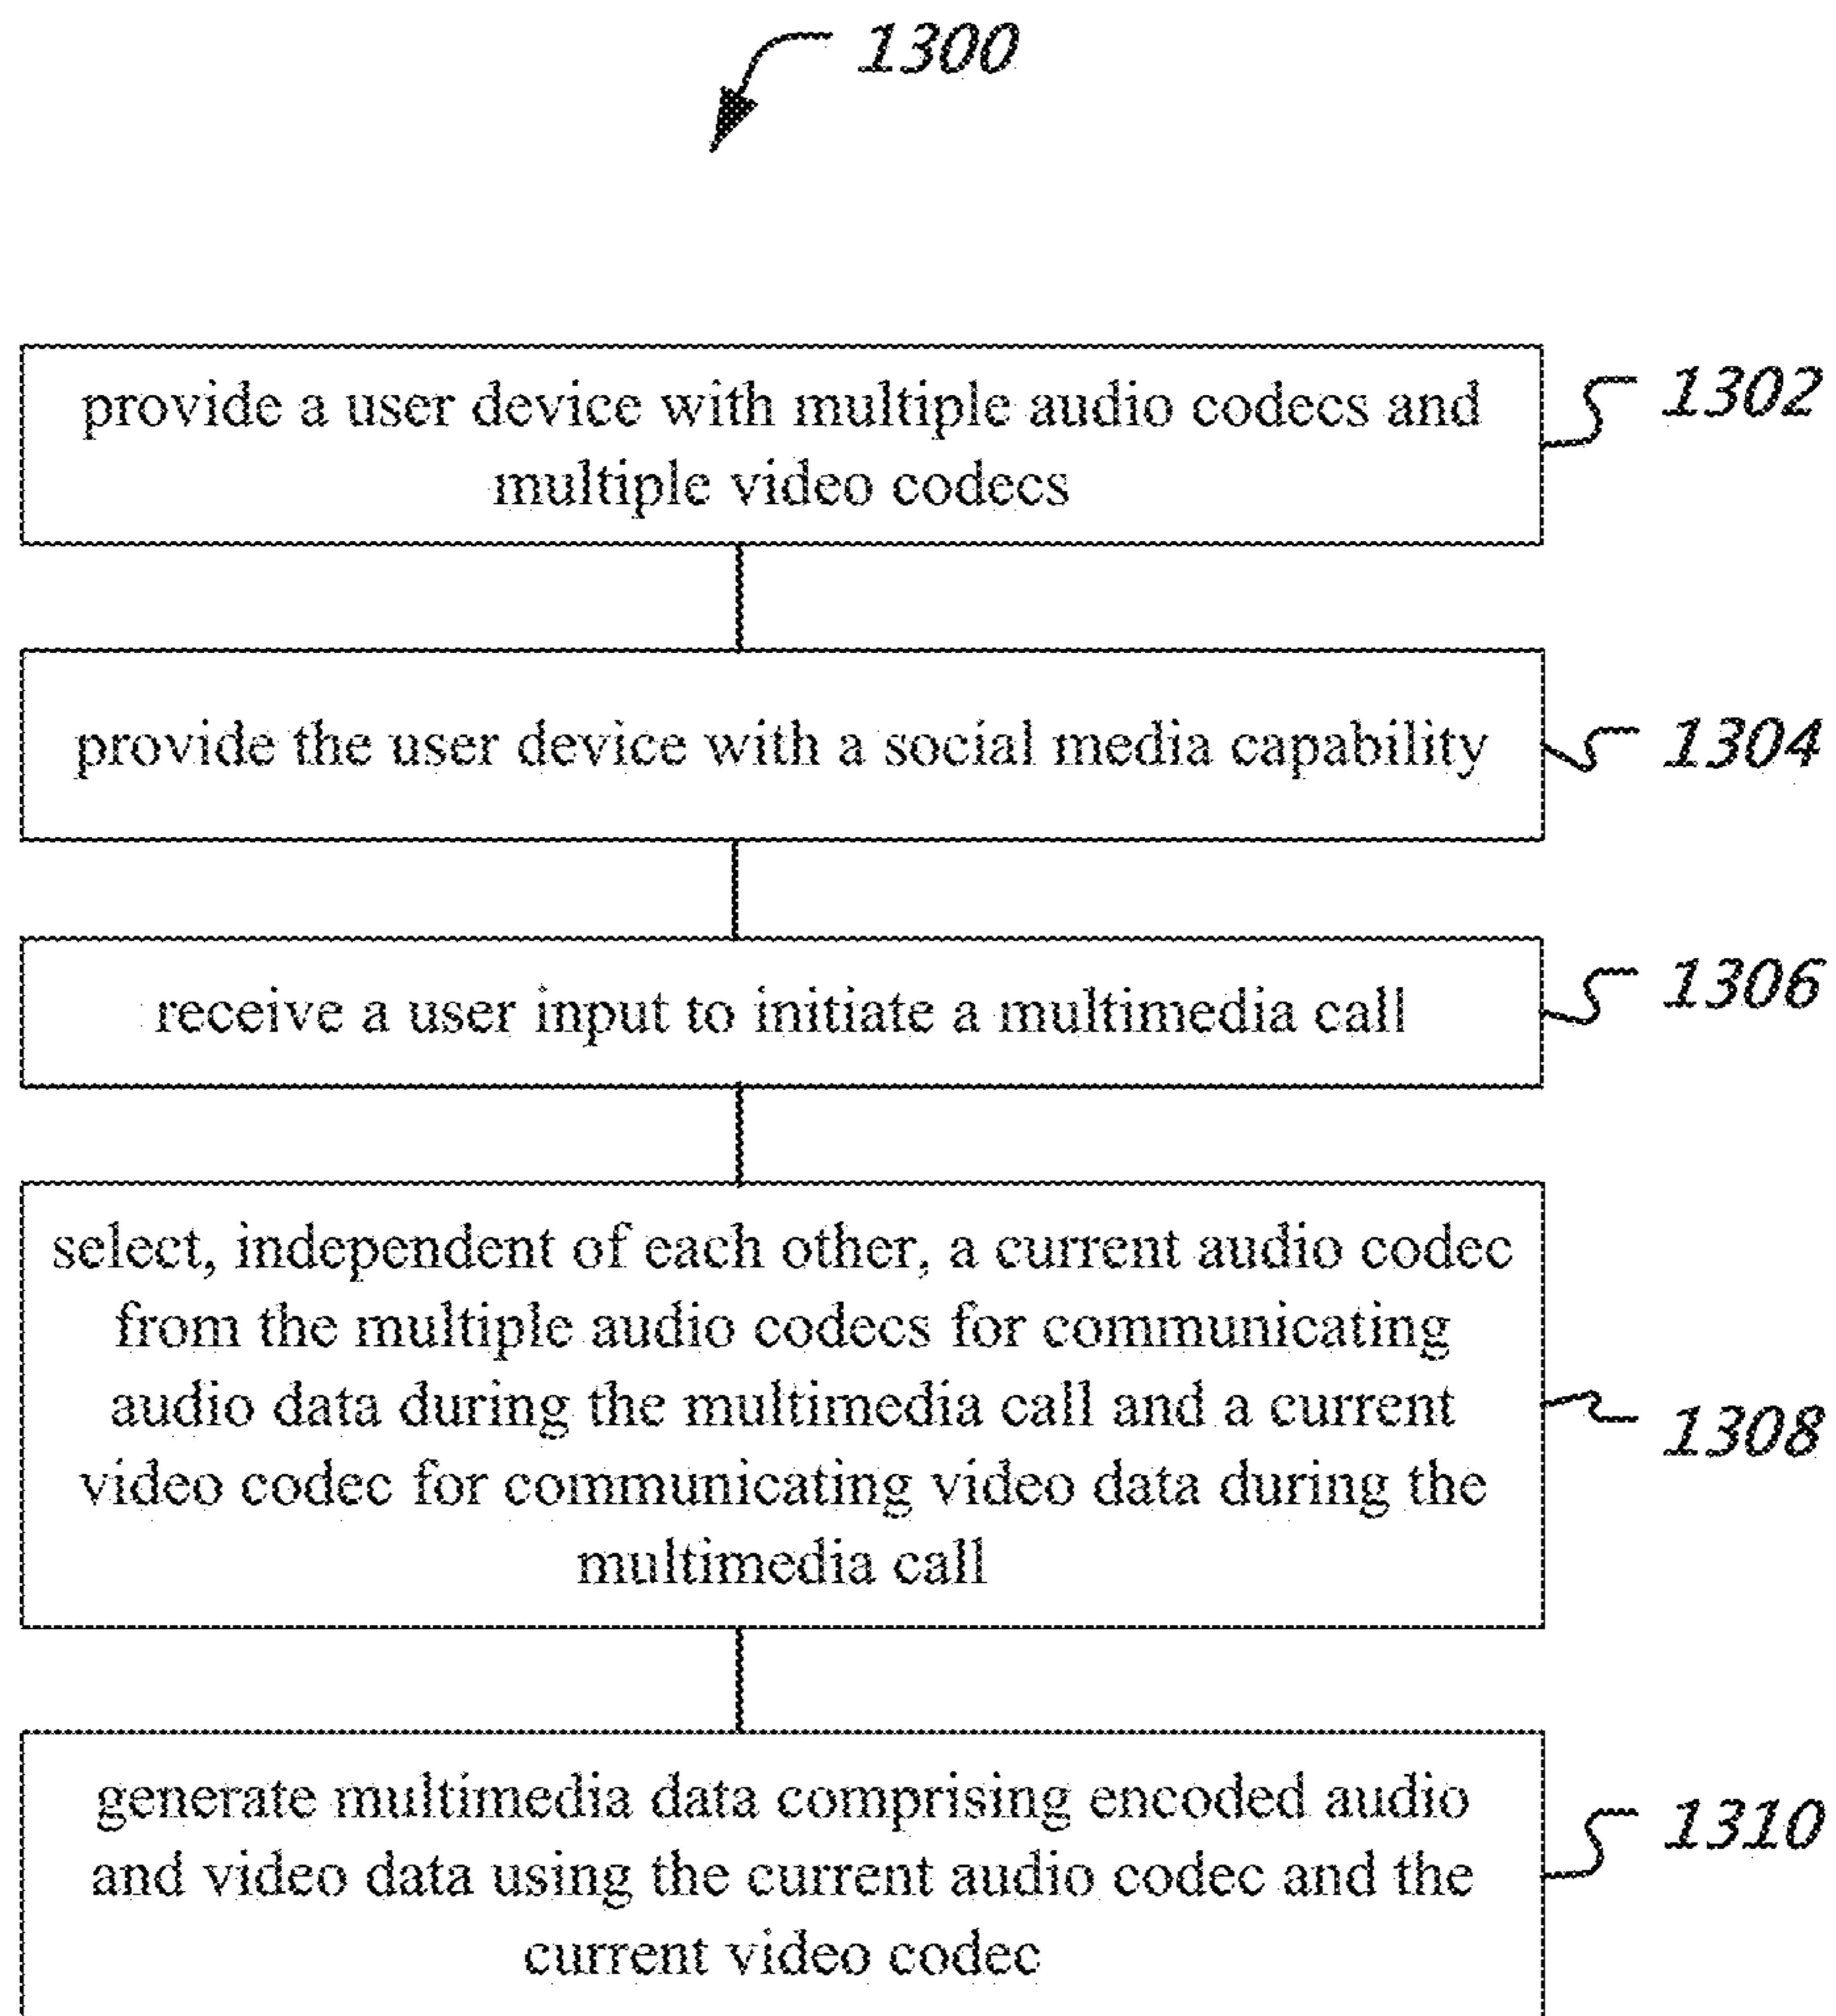 1300
provide a user device with multiple audio codecs and
multiple video codecs
1302
provide the user device with a social media capability
1304
receive a user input to initiate a multimedia call
1306
select, independent of each other, a current audio codec
from the multiple audio codecs for communicating
audio data during the multimedia call and a current
video codec for communicating video data during the
multimedia call
1308
generate multimedia data comprising encoded audio
and video data using the current audio codec and the
current video codec
1310